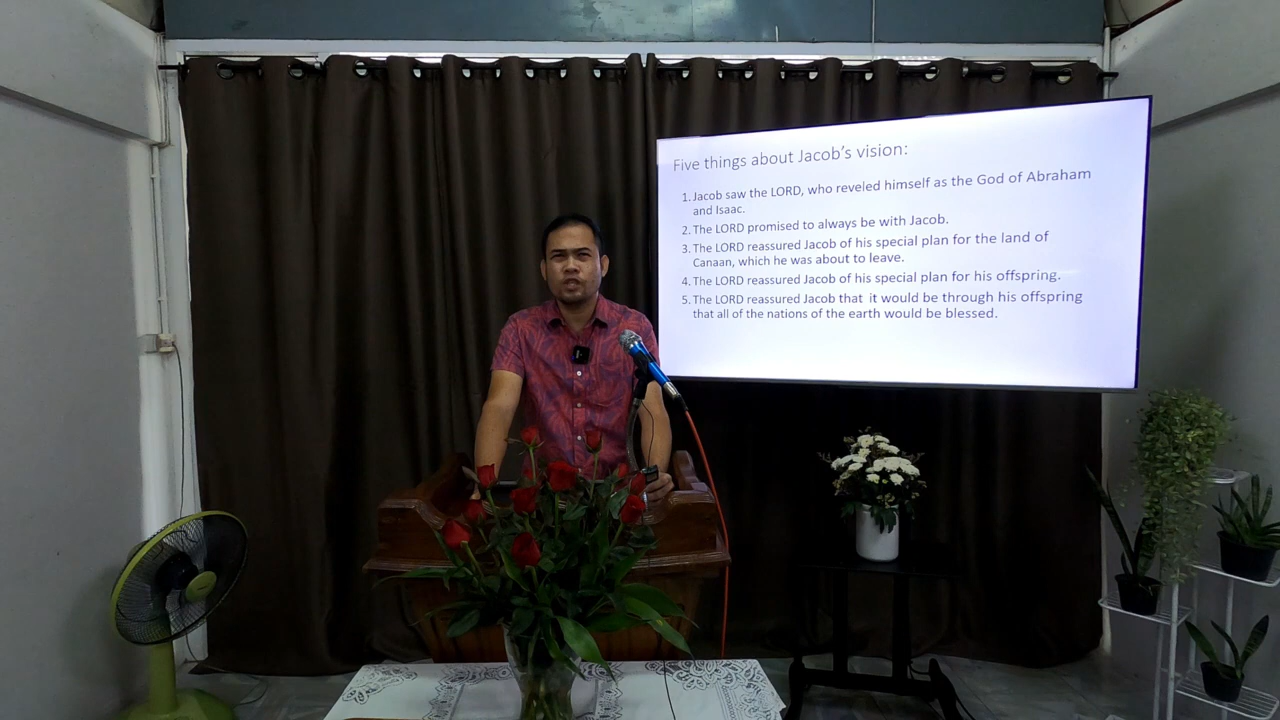 Five things about Jacob's vision:
1. Jacob saw the LORD, who reveled himself as the God of Abraham
and Isaac.
2. The LORD promised to always be with Jacob.
3. The LORD reassured Jacob of his special plan for the land of
Canaan, which he was about to leave.
4. The LORD reassured Jacob of his special plan for his offspring.
5. The LORD reassured Jacob that it would be through his offspring
that all of the nations of the earth would be blessed.